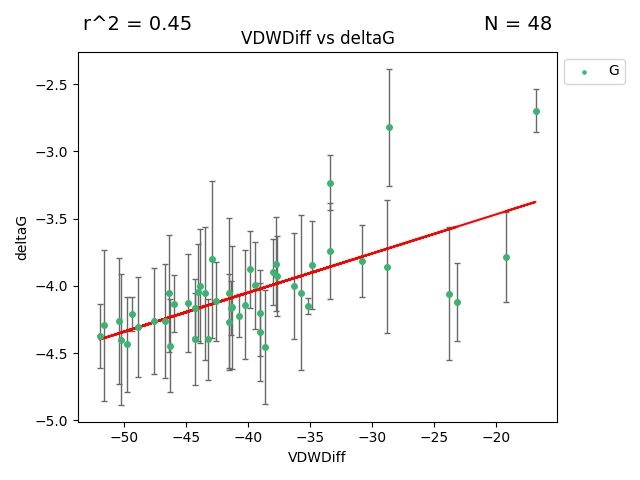 r^2 = 0.45 N = 48
VDWDiff vs deltaG
G
deltaG
−2.5
−3.0
−3.5
−4.0
−4.5
−5.0
−50 −45 −40 −35 −30 −25 −20
VDWDiff